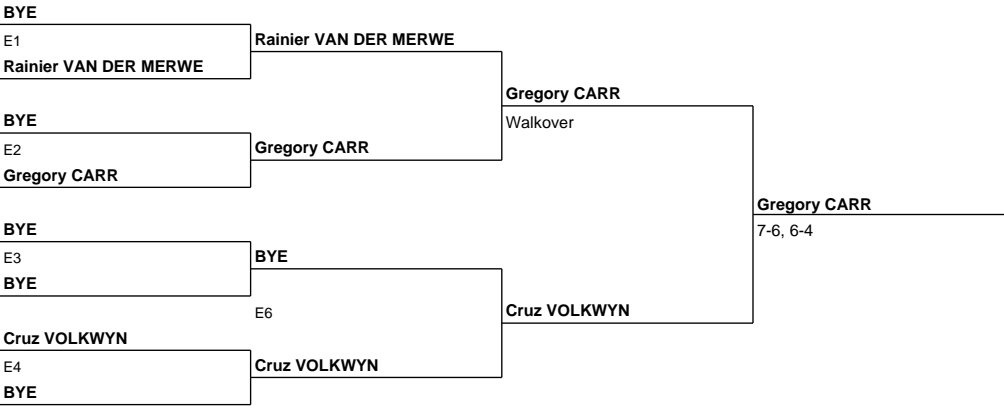 BYE
E1
Rainier VAN DER MERWE
Rainier VAN DER MERWE
Gregory CARR
Walkover
BYE
E2
Gregory CARR
Gregory CARR
Gregory CARR
7-6, 6-4
BYE
E3
BYE
BYE
E6
Cruz VOLKWYN
Cruz VOLKWYN
E4
BYE
Cruz VOLKWYN